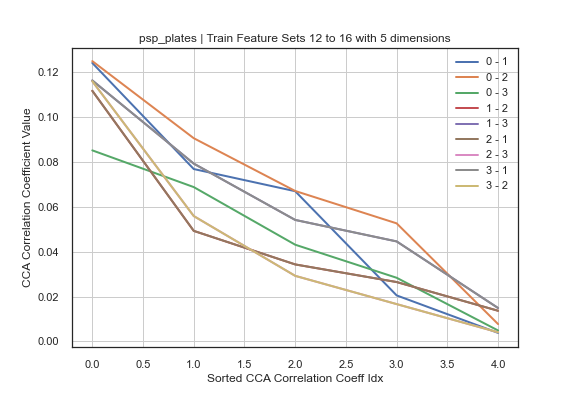 psp_plates | Train Feature Sets 12 to 16 with 5 dimensions
CCA Correlation Coefficient Value
0.12
0.10
0.08
0.06
0.04
0.02
0.00
0 - 1
0 - 2
0 - 3
1 - 2
1 - 3
2 - 1
2 - 3
3 - 1
3 - 2
0.0 0.5 1.0 1.5 2.0 2.5 3.0 3.5 4.0
Sorted CCA Correlation Coeff Idx